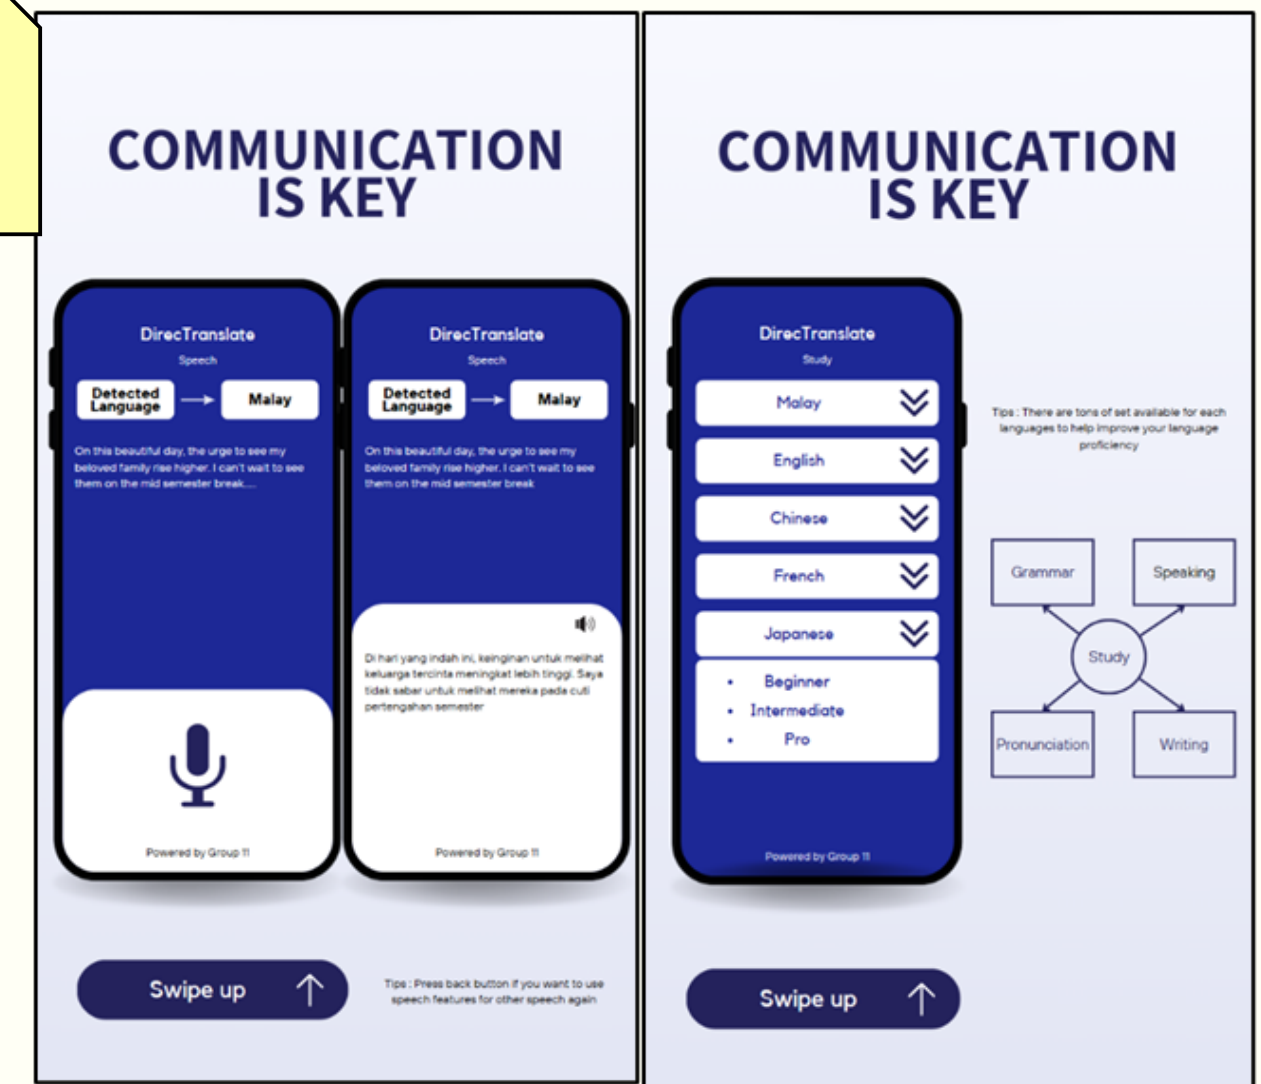 COMMUNICATION
IS KEY
DirecTranslate
Speech
Detected
Language
Malay
On this beautiful day, the urge to see my
beloved family rise higher. I can't wait to see
them on the mid semester break....
Powered by Group 11
DirecTranslate
Speech
Detected
Language
Malay
On this beautiful day, the urge to see my
beloved family rise higher. I can't wait to see
them on the mid semester break
Di hari yang indah ini, keinginan untuk melihat
keluarga tercinta meningkat lebih tinggi. Saya
tidak sabar untuk melihat mereka pada cuti
pertengahan semester
Powered by Group 11
Swipe up
Tips : Press back button if you want to use
speech features for other speech again
COMMUNICATION
IS KEY
DirecTranslate
Study
Malay
English
Chinese
French
Japanese
• Beginner
• Intermediate
• Pro
Powered by Group 11
Tips : There are tons of set available for each
languages to help improve your language
proficiency
Grammar
Speaking
Study
Pronunciation
Writing
Swipe up